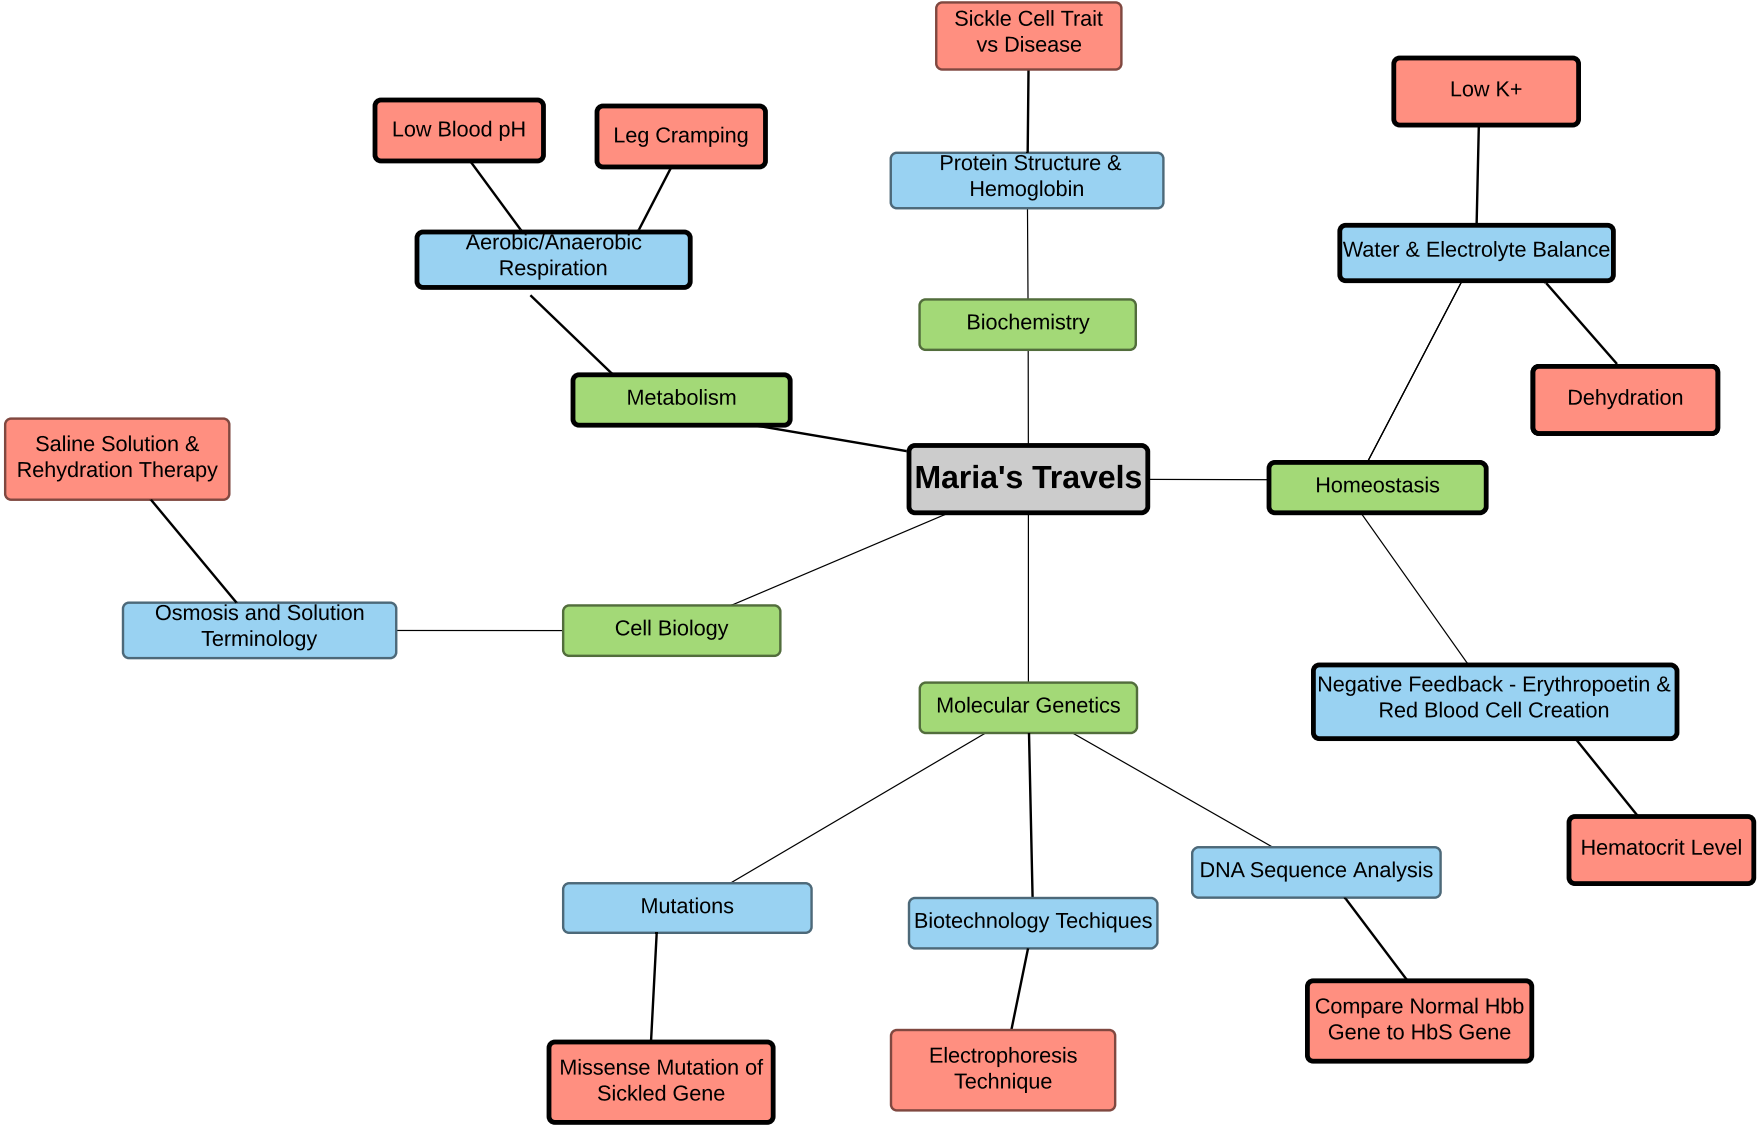 Sickle Cell Trait
vs Disease
Low K+
Low Blood pH
Leg Cramping
Protein Structure &
Hemoglobin
Aerobic/Anaerobic
Respiration
Water & Electrolyte Balance
Biochemistry
Metabolism
Dehydration
Saline Solution &
Rehydration Therapy
Maria's Travels
Homeostasis
Osmosis and Solution
Terminology
Cell Biology
Molecular Genetics
Negative Feedback - Erythropoetin &
Red Blood Cell Creation
Hematocrit Level
DNA Sequence Analysis
Mutations
Biotechnology Techiques
Compare Normal Hbb
Gene to HbS Gene
Missense Mutation of
Sickled Gene
Electrophoresis
Technique